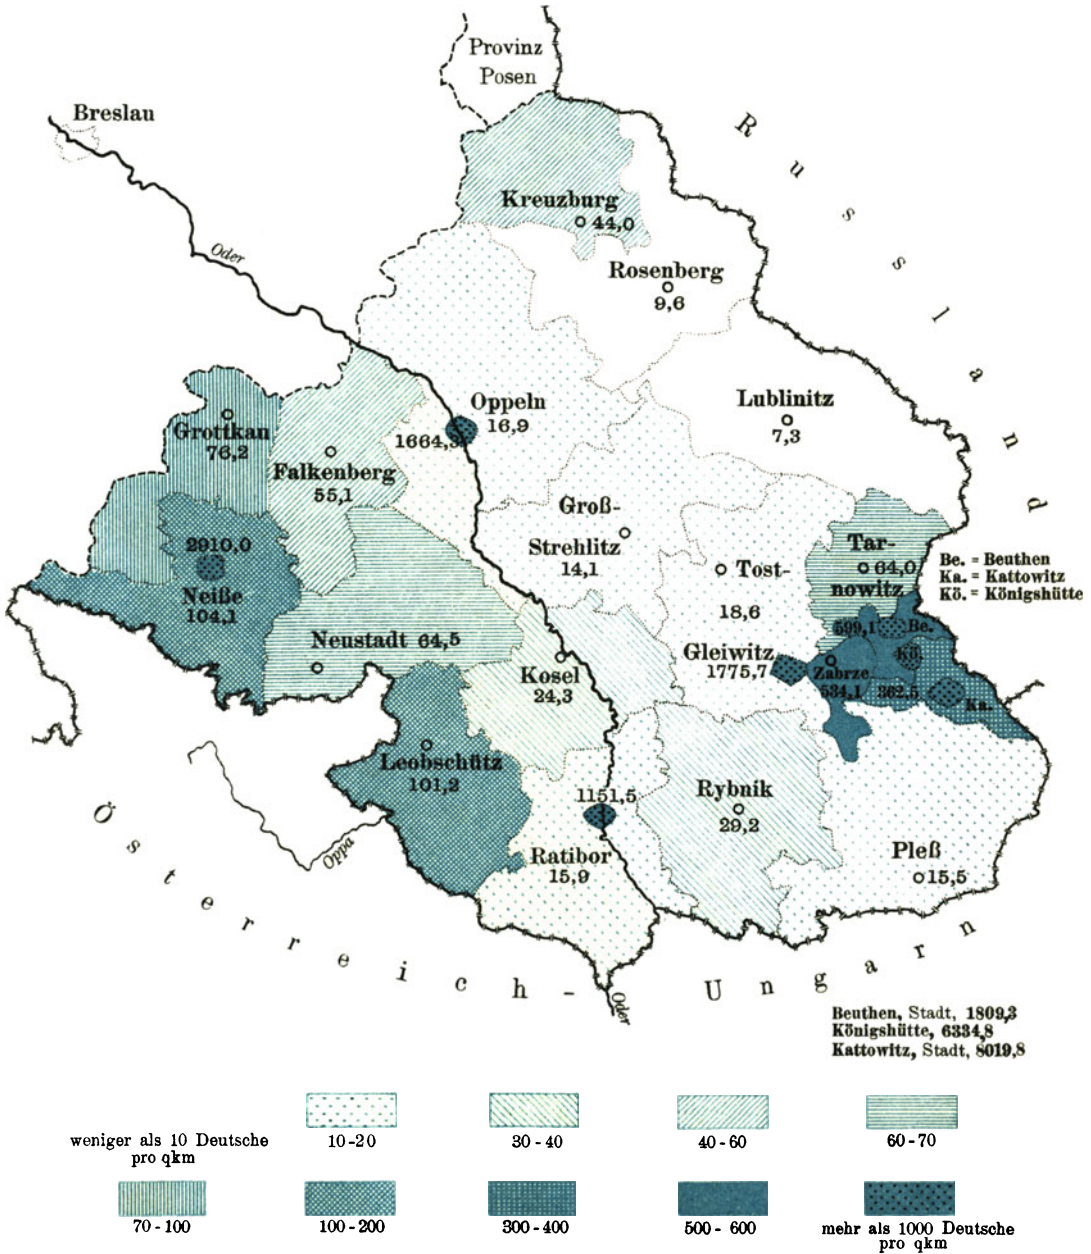 Provinz
Posen
Breslau
Russland
Kreuzburg
44,0
Oder
Rosenberg
9,6
Lublinitz
7,3
Oppeln
16,9
1664,3
Grottkau
76,2
Falkenberg
55,1
Groß-
Strehlitz
14,1
2910,0
Neiße
104,1
Tar-
64,0
nowitz
Be. = Beuthen
Ka. = Kattowitz
Kö. = Königshütte
Tost-
18,6
Gleiwitz
1775,7
599,1
Be.
Kö.
Zabrze
534,1
362,5
Ka.
Neustadt 64,5
Kosel
24,3
Leobschütz
101,2
Rybnik
29,2
1151,5
Ratibor
15,9
Pleß
15,5
Oppa
Österreich-Ungarn
Oder
Beuthen, Stadt, 1809,3
Königshütte, 6334,8
Kattowitz, Stadt, 8019,8
weniger als 10 Deutsche
pro qkm
10-20
30-40
40-60
60-70
70-100
100-200
300-400
500-600
mehr als 1000 Deutsche
pro qkm